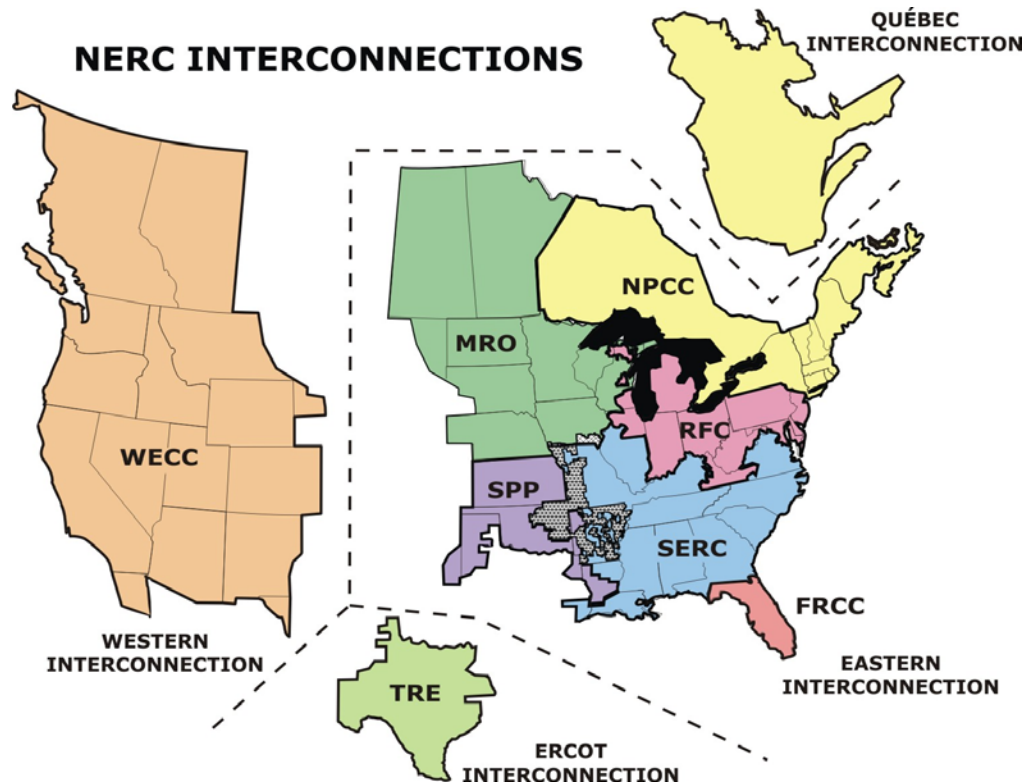 QUÉBEC
INTERCONNECTION
NERC INTERCONNECTIONS
NPCC
MRO
RFC
WECC
SPP
SERC
FRCC
WESTERN
INTERCONNECTION
EASTERN
INTERCONNECTION
TRE
ERCOT
INTERCONNECTION